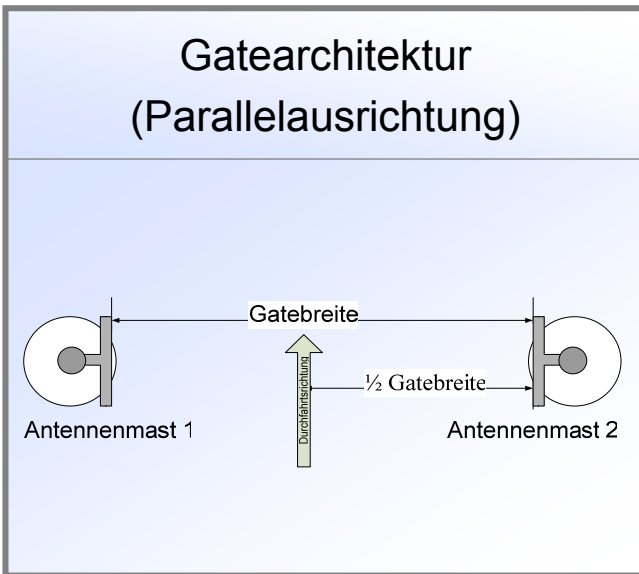 Gatearchitektur
(Parallelausrichtung)
Gatebreite
Durchfahrtsrichtung
½ Gatebreite
Antennenmast 1
Antennenmast 2